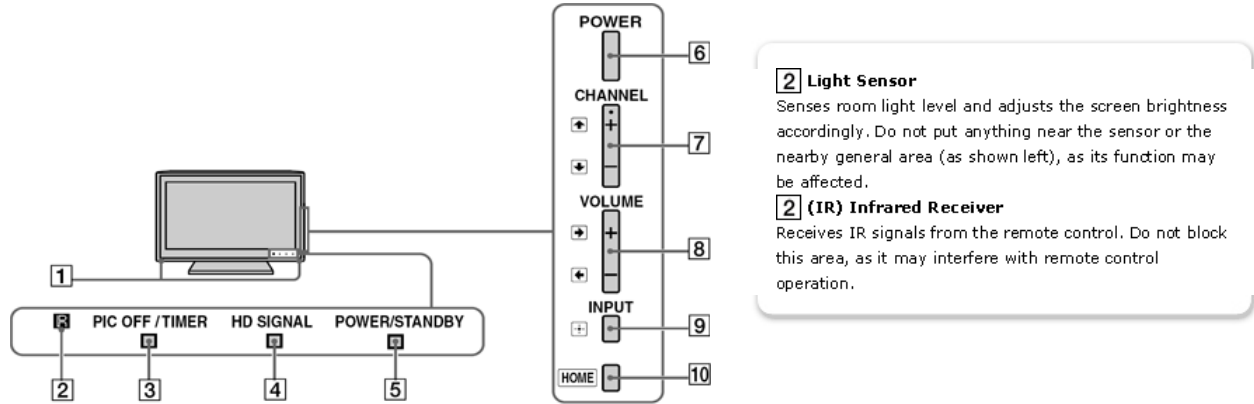 POWER
6
CHANNEL
+
7
−
VOLUME
+
8
−
INPUT
9
HOME
10
1
PIC OFF / TIMER HD SIGNAL POWER/STANDBY
2 3 4 5
2 Light Sensor
Senses room light level and adjusts the screen brightness
accordingly. Do not put anything near the sensor or the
nearby general area (as shown left), as its function may
be affected.
2 (IR) Infrared Receiver
Receives IR signals from the remote control. Do not block
this area, as it may interfere with remote control
operation.